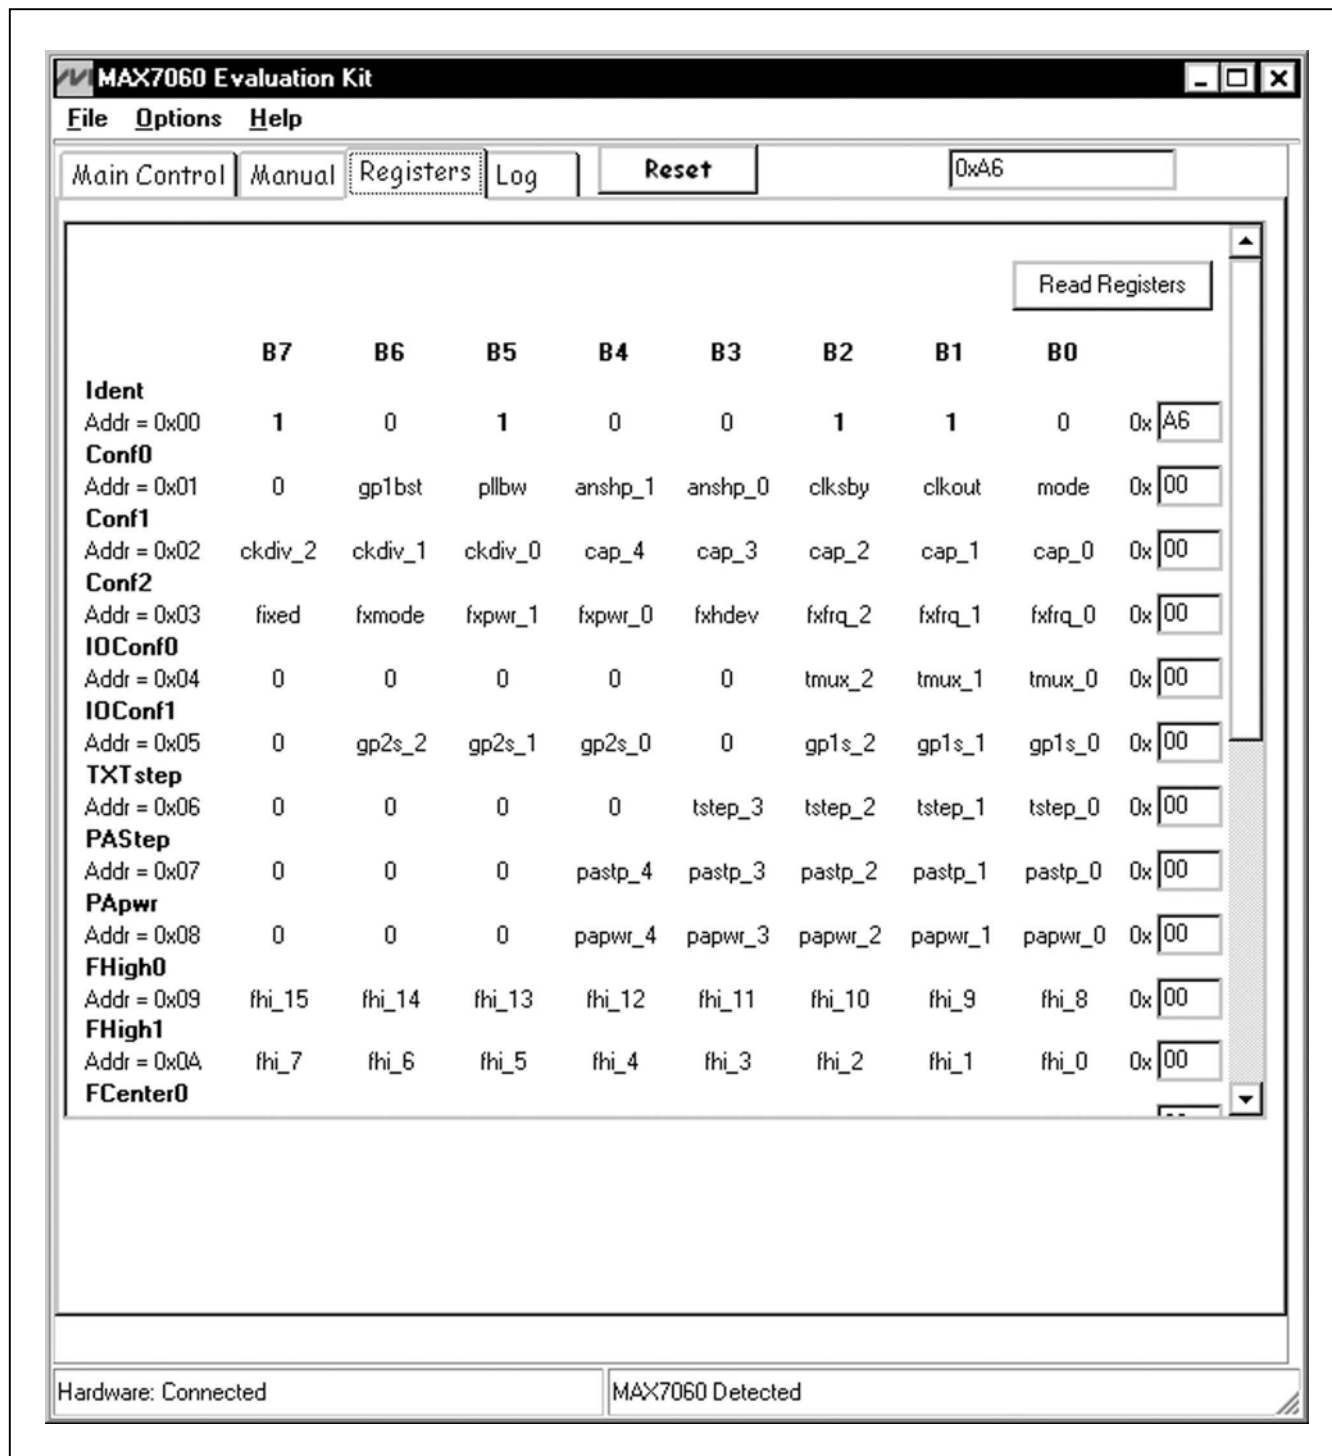 MAX7060 Evaluation Kit
File Options Help
Main Control Manual Registers Log Reset 0xA6
Read Registers
B7 B6 B5 B4 B3 B2 B1 B0
Ident
Addr = 0x00 1 0 1 0 0 1 1 0 0x A6
Conf0
Addr = 0x01 0 gp1bst pllbw anshp_1 anshp_0 clksby clkout mode 0x 00
Conf1
Addr = 0x02 ckdiv_2 ckdiv_1 ckdiv_0 cap_4 cap_3 cap_2 cap_1 cap_0 0x 00
Conf2
Addr = 0x03 fixed fxmode fxpwr_1 fxpwr_0 fxhdev fxfrq_2 fxfrq_1 fxfrq_0 0x 00
IOConf0
Addr = 0x04 0 0 0 0 0 tmux_2 tmux_1 tmux_0 0x 00
IOConf1
Addr = 0x05 0 gp2s_2 gp2s_1 gp2s_0 0 gp1s_2 gp1s_1 gp1s_0 0x 00
TXTstep
Addr = 0x06 0 0 0 0 tstep_3 tstep_2 tstep_1 tstep_0 0x 00
PAStep
Addr = 0x07 0 0 0 pastp_4 pastp_3 pastp_2 pastp_1 pastp_0 0x 00
PApwr
Addr = 0x08 0 0 0 papwr_4 papwr_3 papwr_2 papwr_1 papwr_0 0x 00
FHigh0
Addr = 0x09 fhi_15 fhi_14 fhi_13 fhi_12 fhi_11 fhi_10 fhi_9 fhi_8 0x 00
FHigh1
Addr = 0x0A fhi_7 fhi_6 fhi_5 fhi_4 fhi_3 fhi_2 fhi_1 fhi_0 0x 00
FCenter0
Hardware: Connected MAX7060 Detected